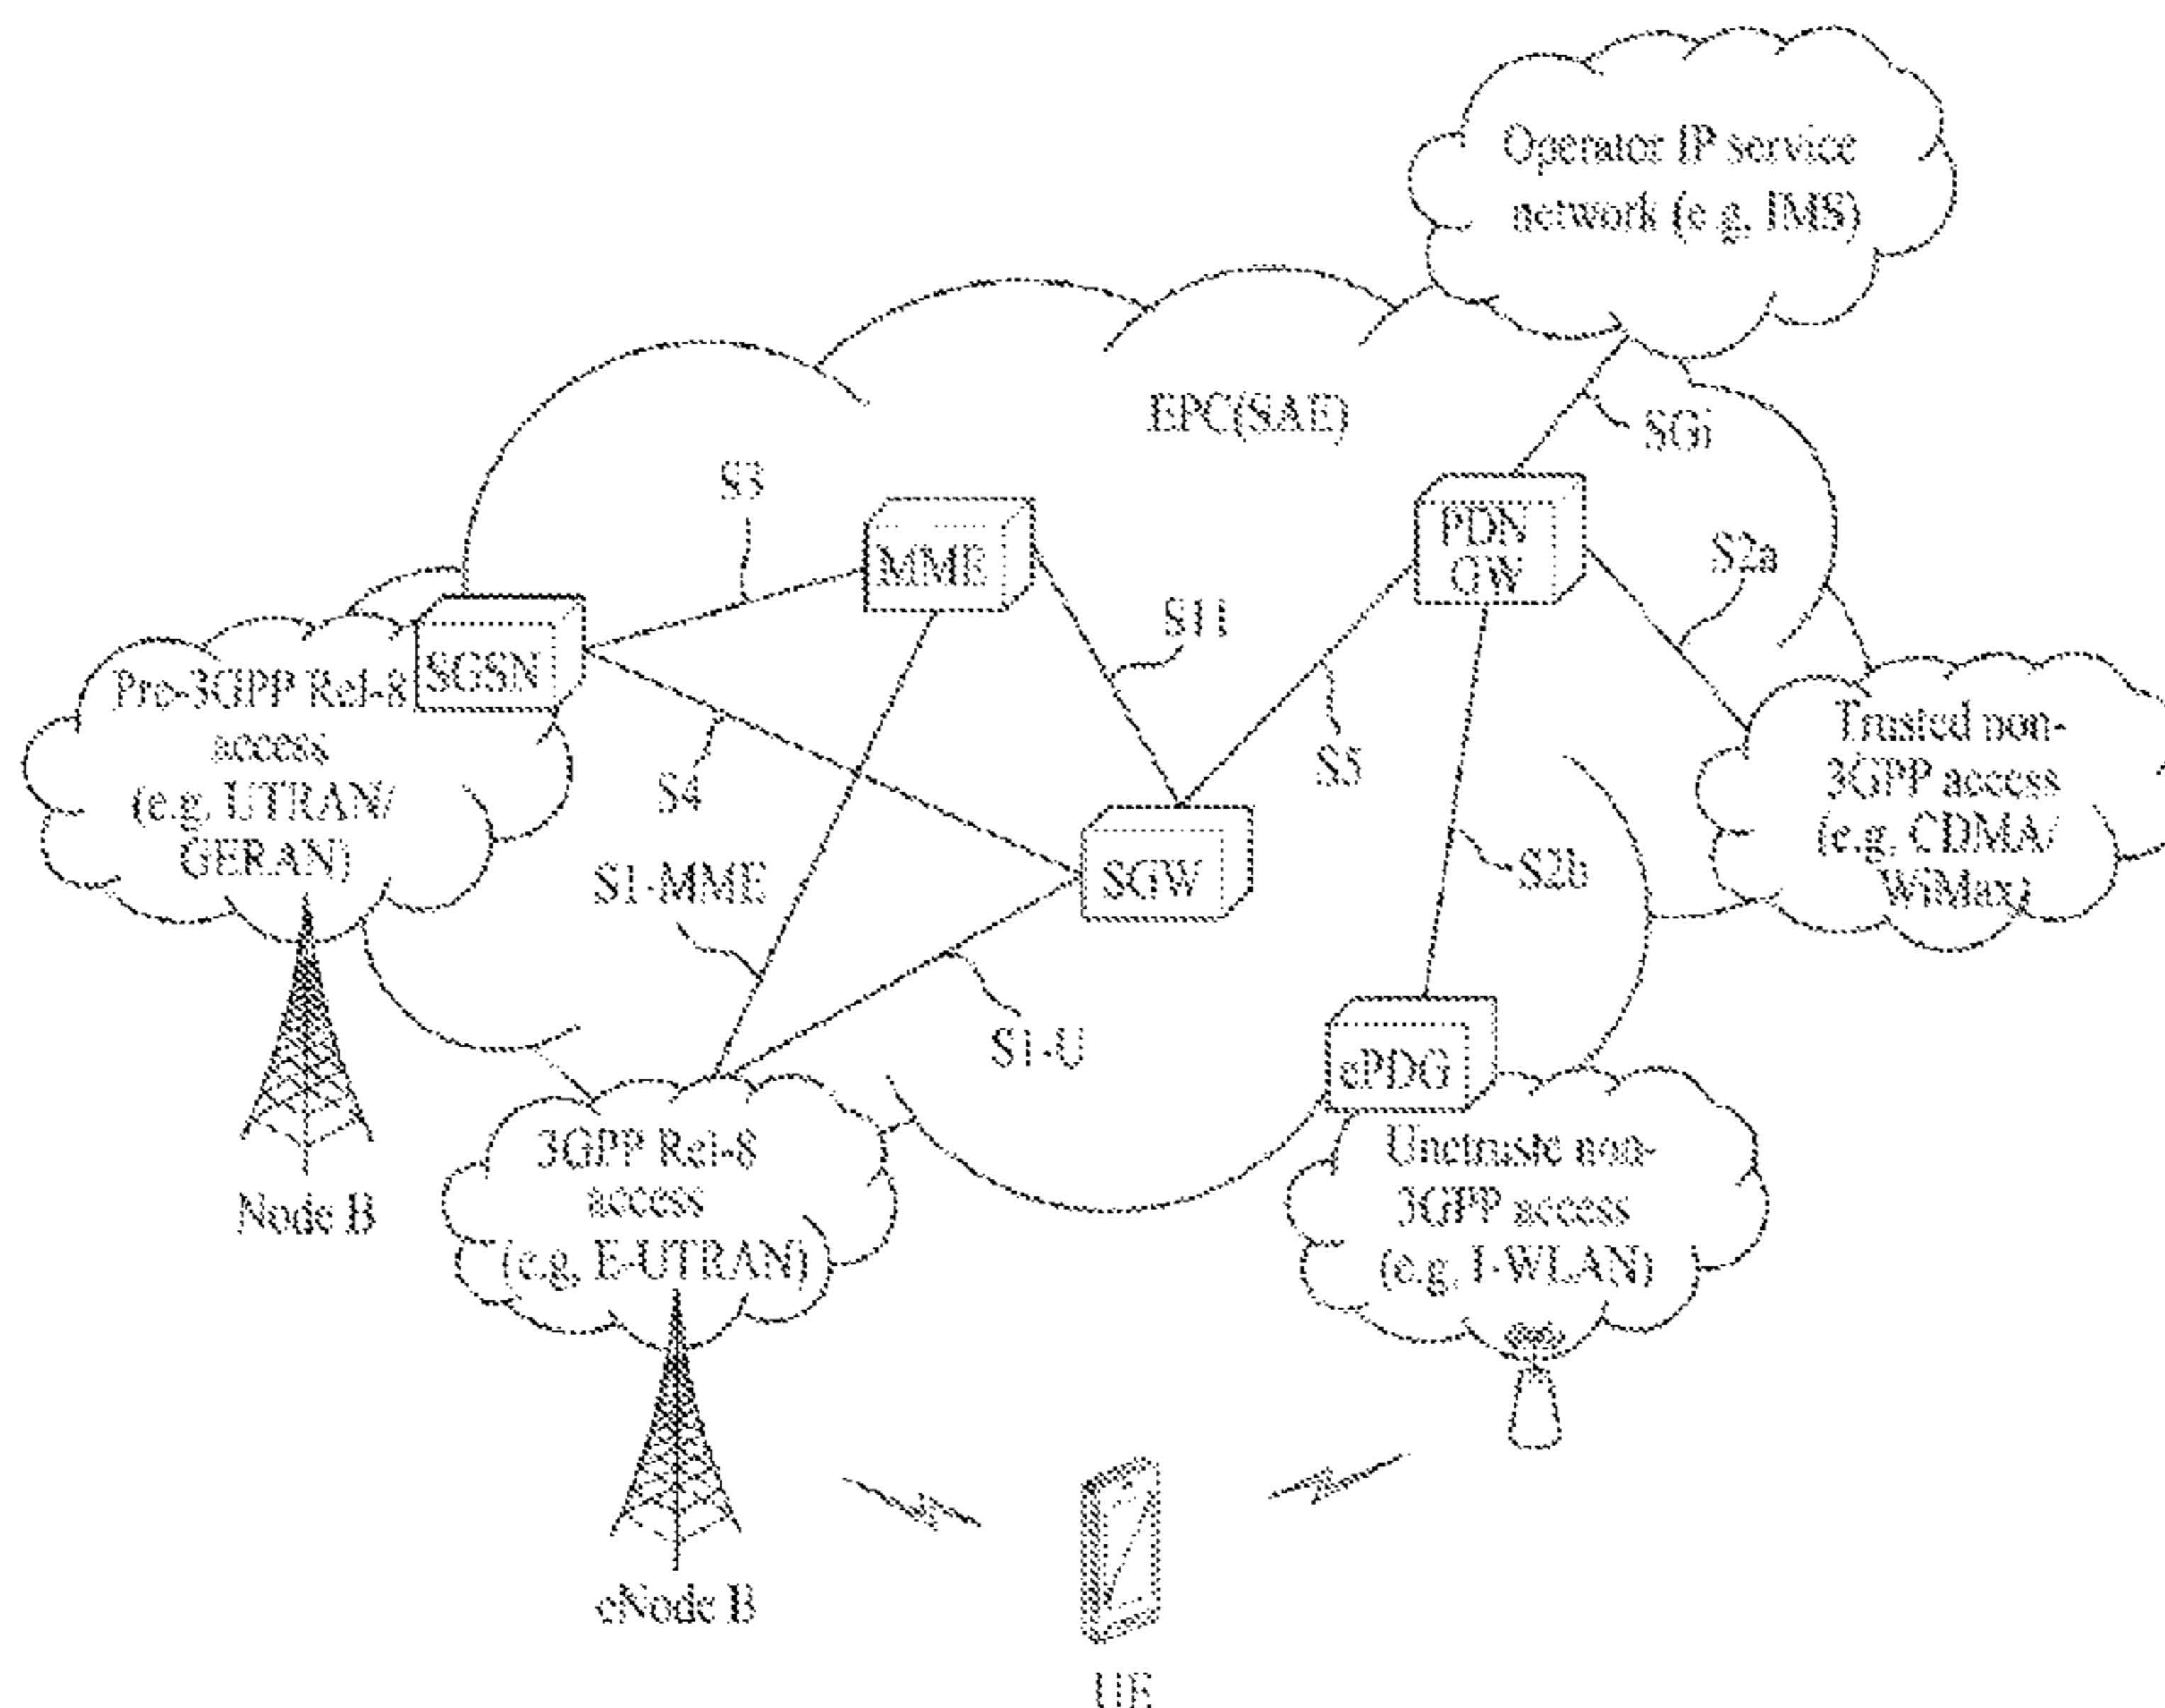 Operator IP service
network (e.g. IMS)
EPC(SAE)
SGi
S3
MME
PDN
GW
S2a
S11
SGSN
Pre-3GPP Rel-8
access
(e.g. UTRAN/
GERAN)
S4
S5
Trusted non-
3GPP access
(e.g. CDMA/
WiMax)
S1-MME
SGW
S2b
S1-U
ePDG
3GPP Rel-8
access
(e.g. E-UTRAN)
Unetruste non-
3GPP access
(e.g. I-WLAN)
Node B
eNode B
UE